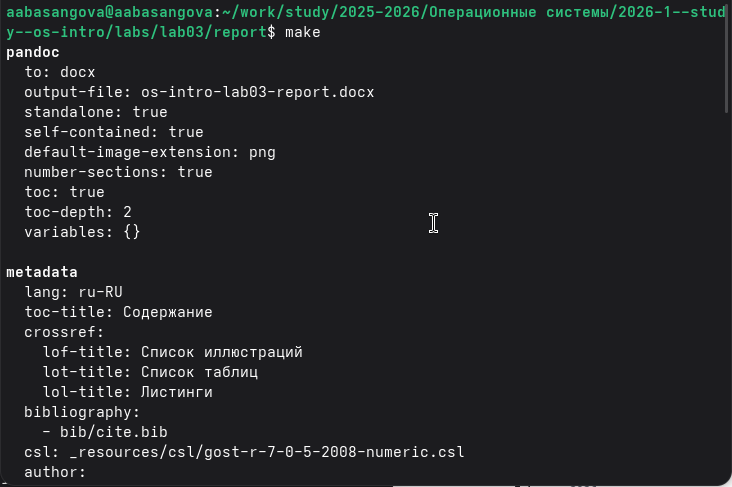 aabasangova@aabasangova:~/work/study/2025-2026/Операционные системы/2026-1--stud
y--os-intro/labs/lab03/report$ make
pandoc
  to: docx
  output-file: os-intro-lab03-report.docx
  standalone: true
  self-contained: true
  default-image-extension: png
  number-sections: true
  toc: true
  toc-depth: 2
  variables: {}

metadata
  lang: ru-RU
  toc-title: Содержание
  crossref:
    lof-title: Список иллюстраций
    lot-title: Список таблиц
    lol-title: Листинги
  bibliography:
    - bib/cite.bib
  csl: _resources/csl/gost-r-7-0-5-2008-numeric.csl
  author: